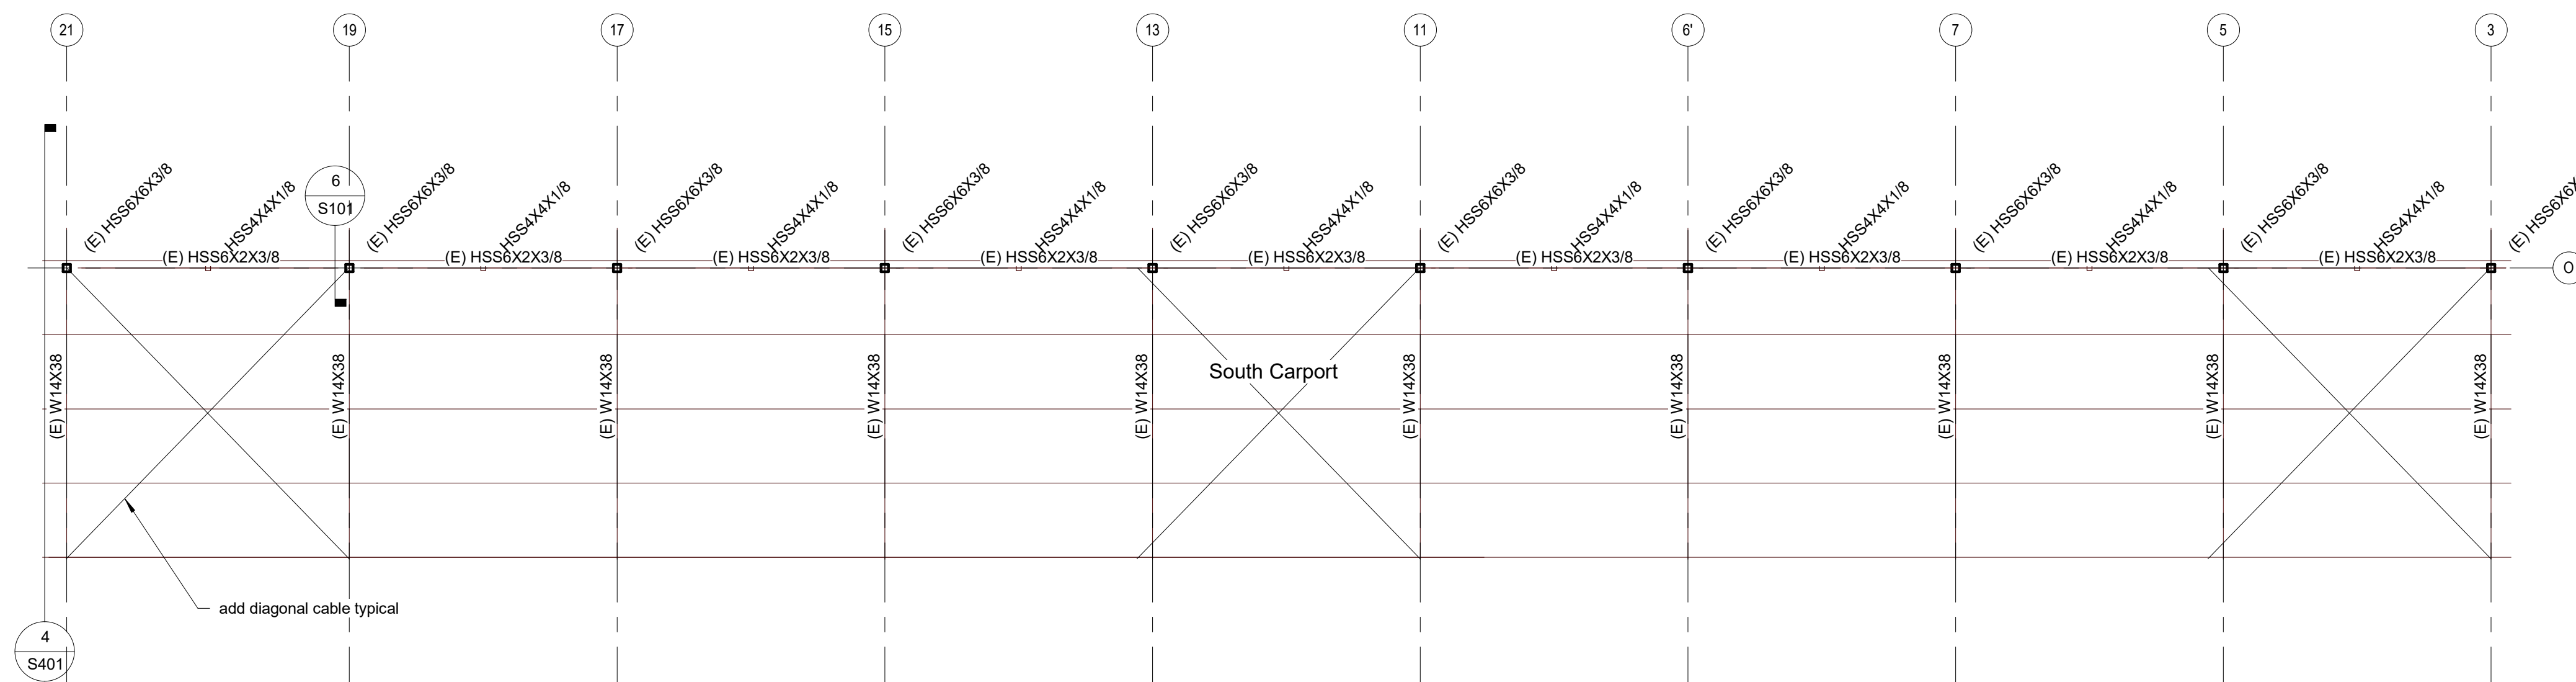 21
19
17
15
13
11
6'
7
5
3
(E) HSS6X6X3/8
HSS4X4X1/8
(E) HSS6X2X3/8
6
S101
(E) HSS6X6X3/8
HSS4X4X1/8
(E) HSS6X2X3/8
(E) HSS6X6X3/8
HSS4X4X1/8
(E) HSS6X2X3/8
(E) HSS6X6X3/8
HSS4X4X1/8
(E) HSS6X2X3/8
(E) HSS6X6X3/8
HSS4X4X1/8
(E) HSS6X2X3/8
(E) HSS6X6X3/8
HSS4X4X1/8
(E) HSS6X2X3/8
(E) HSS6X6X3/8
HSS4X4X1/8
(E) HSS6X2X3/8
(E) HSS6X6X3/8
HSS4X4X1/8
(E) HSS6X2X3/8
(E) HSS6X6X3/8
HSS4X4X1/8
(E) HSS6X2X3/8
(E) HSS6X6X
O
(E) W14X38
(E) W14X38
(E) W14X38
(E) W14X38
(E) W14X38
South Carport
(E) W14X38
(E) W14X38
(E) W14X38
(E) W14X38
(E) W14X38
add diagonal cable typical
4
S401